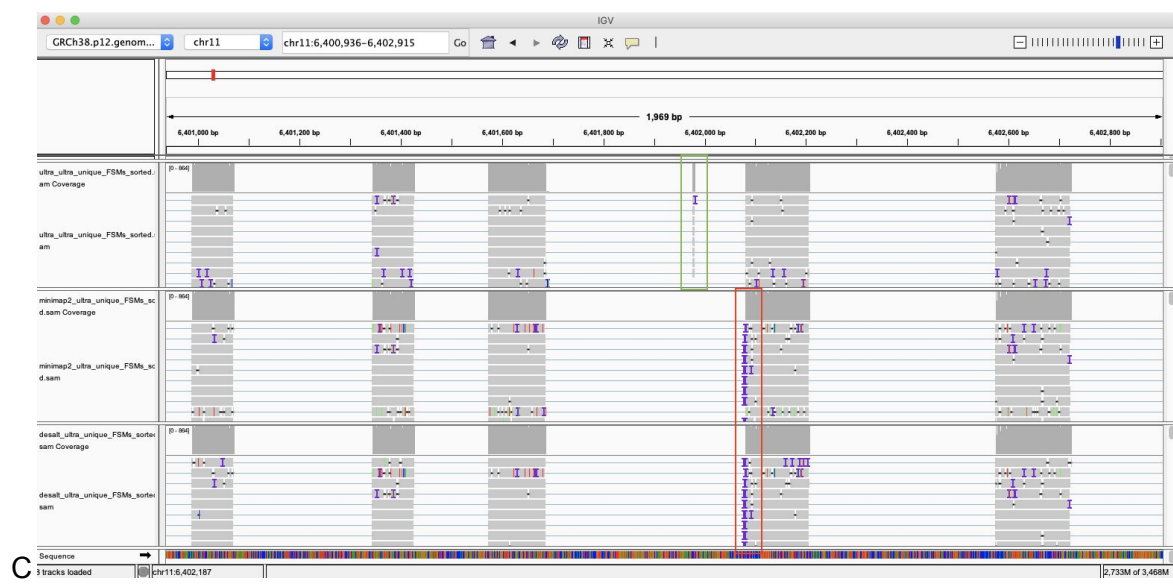 IGV
GRCh38.p12.genom... chr11 chr11:6,400,936-6,402,915 Go
1,969 bp
6,401,000 bp 6,401,200 bp 6,401,400 bp 6,401,600 bp 6,401,800 bp 6,402,000 bp 6,402,200 bp 6,402,400 bp 6,402,600 bp 6,402,800 bp
ultra_ultra_unique_FSMs_sorted.
am Coverage
[0 - 864]
ultra_ultra_unique_FSMs_sorted.
am
minimap2_ultra_unique_FSMs_sc
d.sam Coverage
[0 - 864]
minimap2_ultra_unique_FSMs_sc
d.sam
desalt_ultra_unique_FSMs_sorted
sam Coverage
[0 - 864]
desalt_ultra_unique_FSMs_sorted
sam
Sequence
C
tracks loaded chr11:6,402,187 2,733M of 3,468M